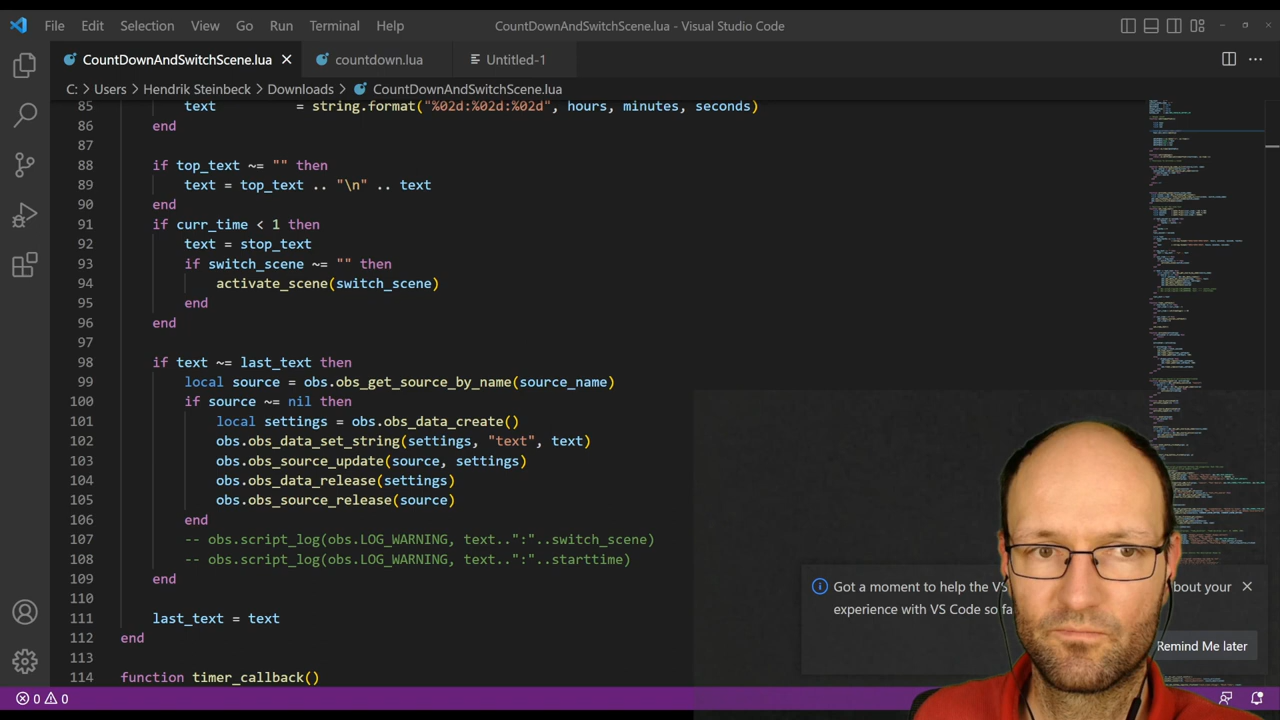 File Edit Selection View Go Run Terminal Help CountDownAndSwitchScene.lua - Visual Studio Code
CountDownAndSwitchScene.lua countdown.lua Untitled-1
C: > Users > Hendrik Steinbeck > Downloads > CountDownAndSwitchScene.lua
85 text = string.format("%02d:%02d:%02d", hours, minutes, seconds)
86 end
87
88 if top_text ~= "" then
89 text = top_text .. "\n" .. text
90 end
91 if curr_time < 1 then
92 text = stop_text
93 if switch_scene ~= "" then
94 activate_scene(switch_scene)
95 end
96 end
97
98 if text ~= last_text then
99 local source = obs.obs_get_source_by_name(source_name)
100 if source ~= nil then
101 local settings = obs.obs_data_create()
102 obs.obs_data_set_string(settings, "text", text)
103 obs.obs_source_update(source, settings)
104 obs.obs_data_release(settings)
105 obs.obs_source_release(source)
106 end
107 -- obs.script_log(obs.LOG_WARNING, text..":"..switch_scene)
108 -- obs.script_log(obs.LOG_WARNING, text..":"..starttime)
109 end
110
111 last_text = text
112 end
113
114 function timer_callback()
Got a moment to help the VS bout your
experience with VS Code so fa
Remind Me later
0 0